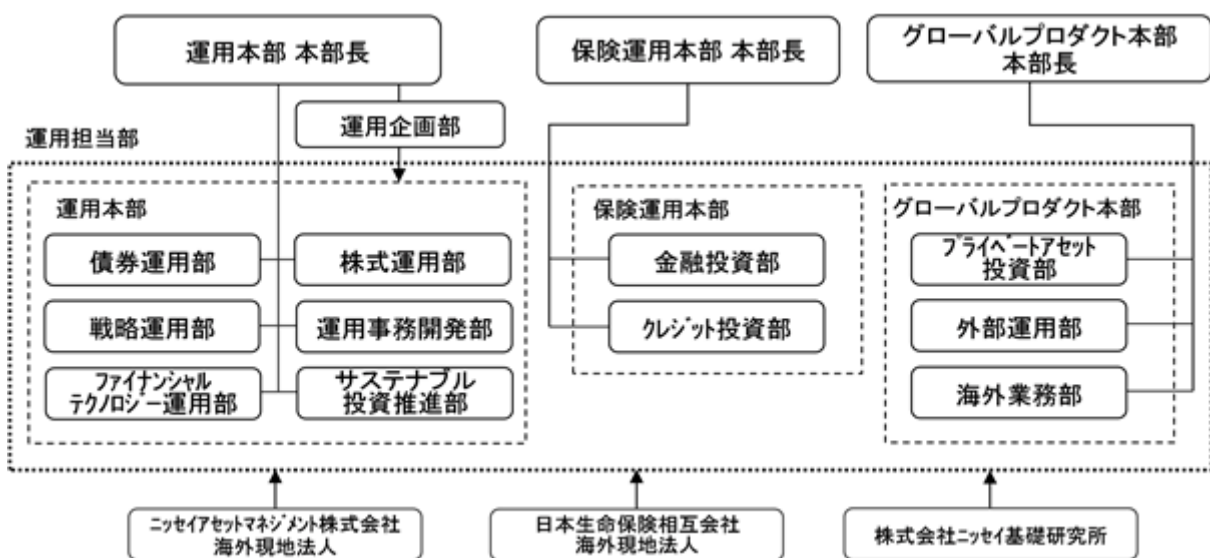 運用本部 本部長
保険運用本部 本部長
グローバルプロダクト本部
本部長
運用企画部
運用担当部
運用本部
債券運用部
株式運用部
戦略運用部
運用事務開発部
ファイナンシャル
テクノロジー運用部
サステナブル
投資推進部
保険運用本部
金融投資部
クレジット投資部
グローバルプロダクト本部
プライベートアセット
投資部
外部運用部
海外業務部
ニッセイアセットマネジメント株式会社
海外現地法人
日本生命保険相互会社
海外現地法人
株式会社ニッセイ基礎研究所